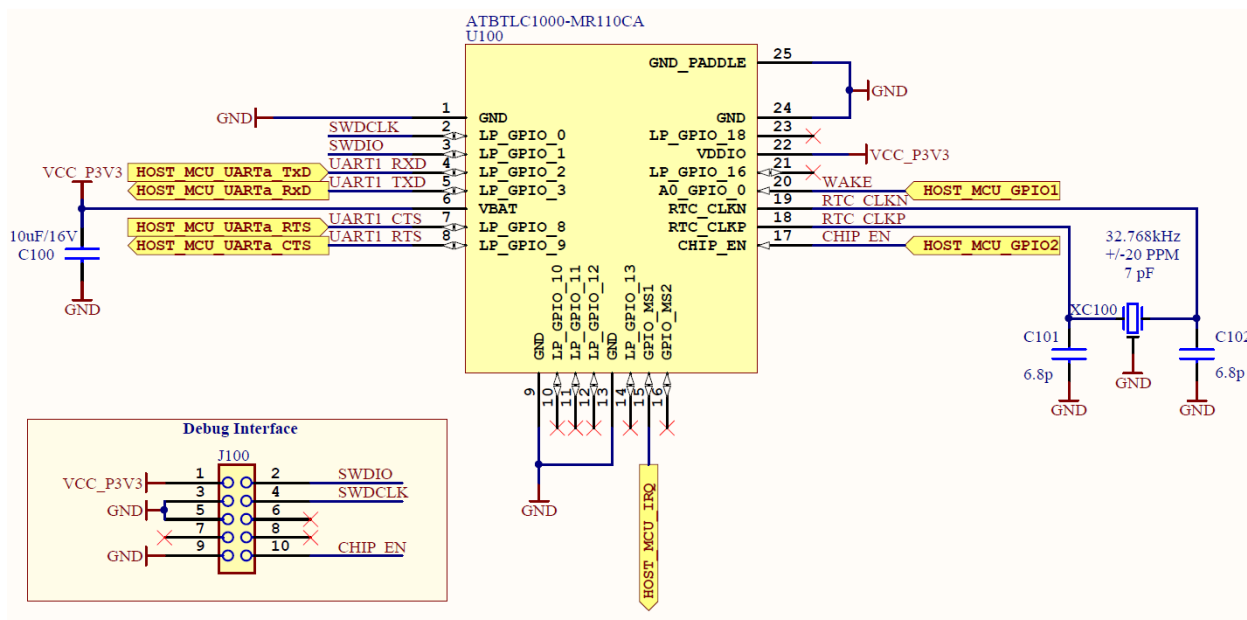 ATBTLC1000-MR110CA
U100
GND
1
GND
SWDCLK
2
LP_GPIO_0
SWDIO
3
LP_GPIO_1
HOST_MCU_UARTa_TxD
UART1_RXD
4
LP_GPIO_2
HOST_MCU_UARTa_RxD
UART1_TXD
5
LP_GPIO_3
VCC_P3V3
6
VBAT
HOST_MCU_UARTa_RTS
UART1_CTS
7
LP_GPIO_8
HOST_MCU_UARTa_CTS
UART1_RTS
8
LP_GPIO_9
10uF/16V
C100
GND
GND_PADDLE
25
GND
GND
24
LP_GPIO_18
23
VDDIO
22
VCC_P3V3
LP_GPIO_16
21
A0_GPIO_0
20
WAKE
HOST_MCU_GPIO1
RTC_CLKN
19
RTC_CLKN
RTC_CLKP
18
RTC_CLKP
CHIP_EN
17
CHIP_EN
HOST_MCU_GPIO2
GND
LP_GPIO_10
LP_GPIO_11
LP_GPIO_12
GND
LP_GPIO_13
GPIO_MS1
GPIO_MS2
9
10
11
12
13
14
15
16
GND
HOST_MCU_IRQ
32.768kHz
+/-20 PPM
7 pF
XC100
C101
6.8p
GND
GND
C102
6.8p
GND
Debug Interface
J100
VCC_P3V3
1
2
SWDIO
3
4
SWDCLK
GND
5
6
7
8
GND
9
10
CHIP_EN